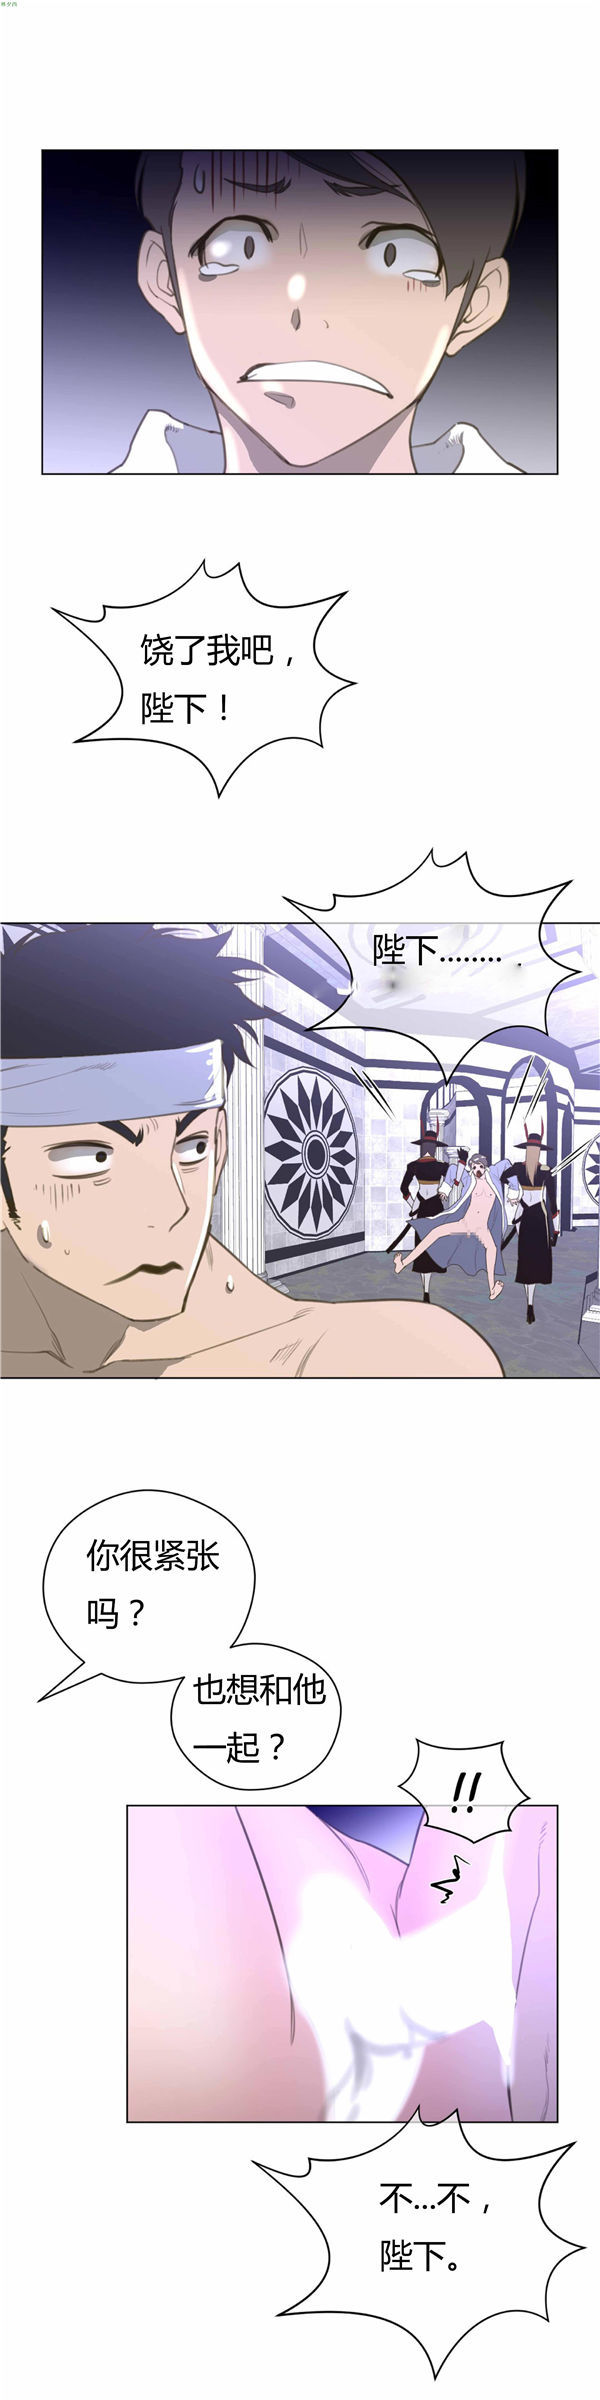 饶了我吧，
陛下！
陛下........
你很紧张
吗？
也想和他
一起？
!!
不...不，
陛下。